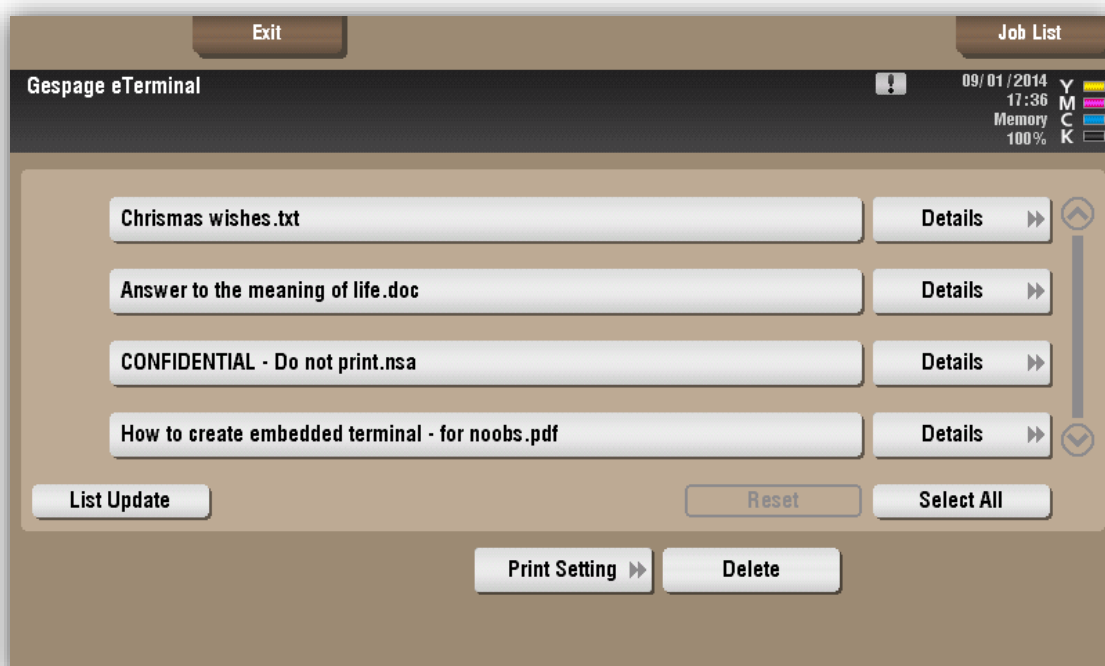 Exit
Job List
Gespage eTerminal
!
09/01/2014
17:36
Memory
100%
Y
M
C
K
Chrismas wishes.txt
Details
Answer to the meaning of life.doc
Details
CONFIDENTIAL - Do not print.nsa
Details
How to create embedded terminal - for noobs.pdf
Details
List Update
Reset
Select All
Print Setting
Delete